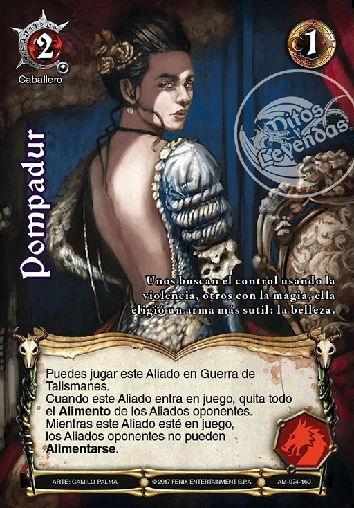 2
1
Caballero
Mitos y
Leyendas
Pompadur
Unos buscan el control usando la
violencia, otros con la magia, ella
eligió un arma más sutil: la belleza.
Puedes jugar este Aliado en Guerra de
Talismanes.
Cuando este Aliado entra en juego, quita todo
el Alimento de los Aliados oponentes.
Mientras este Aliado esté en juego,
los Aliados oponentes no pueden
Alimentarse.
ARTE: CAMILO PALMA
© 2017 FENIX ENTERTAINMENT S.P.A.